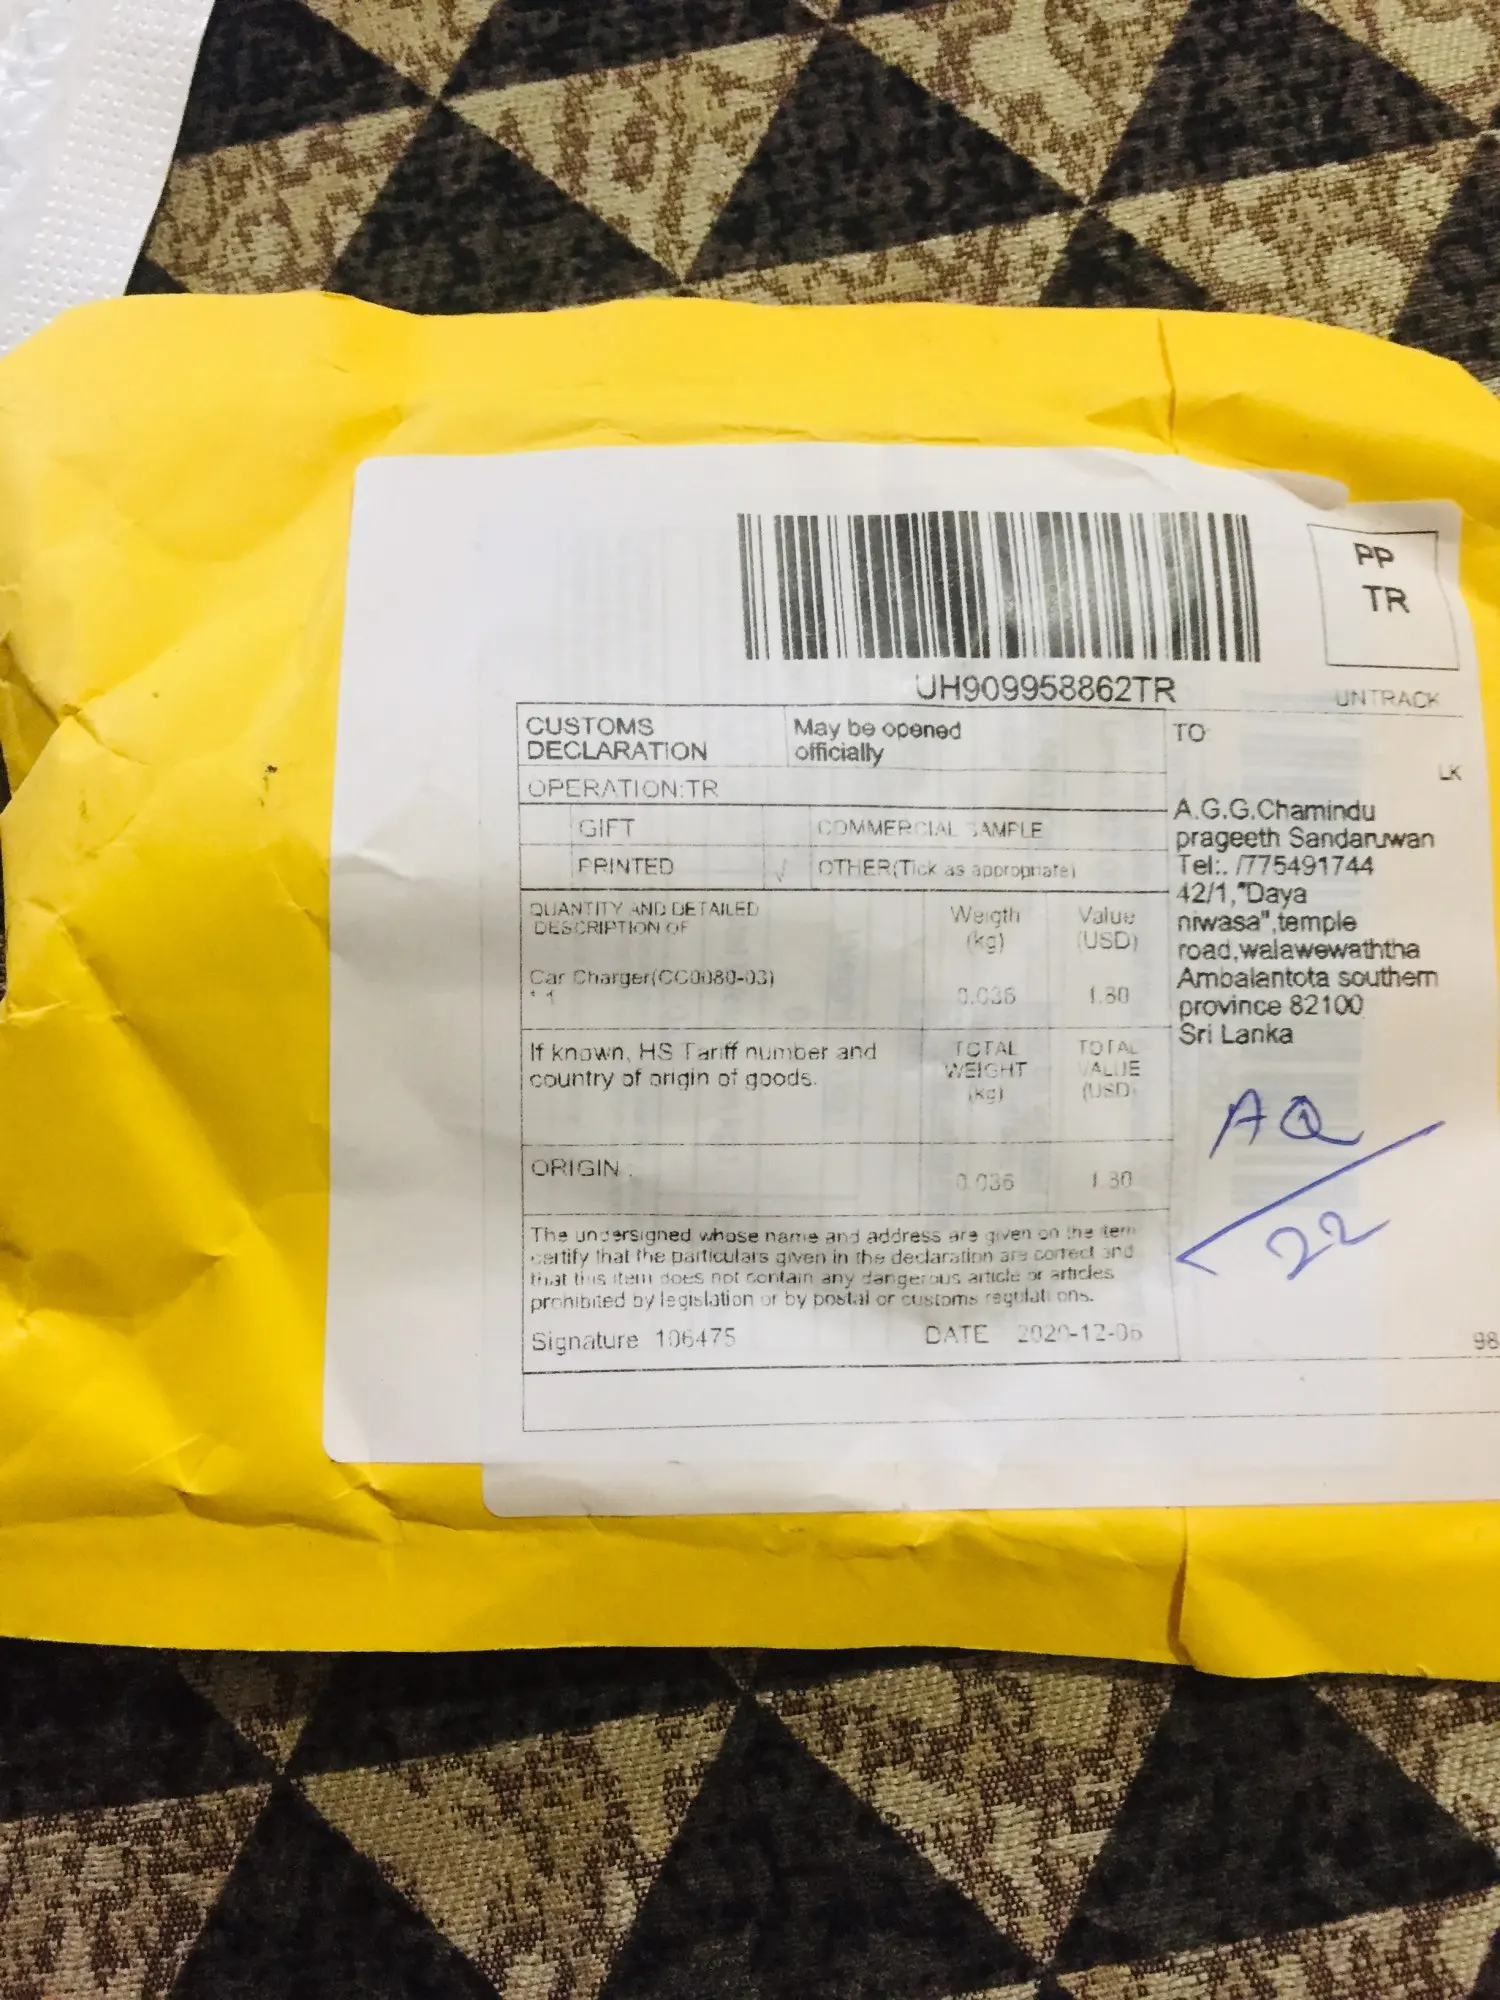 PP
TR
UH909958862TR
UNTRACK
CUSTOMS
DECLARATION
May be opened
officially
OPERATION:TR
GIFT
COMMERCIAL SAMPLE
PRINTED
OTHER(Tick as appropriate)
QUANTITY AND DETAILED
DESCRIPTION OF
Weigth
(kg)
Value
(USD)
Car Charger(CC0080-03)
* 1
0.036
1.80
If known, HS Tariff number and
country of origin of goods.
TOTAL
WEIGHT
(kg)
TOTAL
VALUE
(USD)
ORIGIN
0.036
1.80
The undersigned whose name and address are given on the item
certify that the particulars given in the declaration are correct and
that this item does not contain any dangerous article or articles
prohibited by legislation or by postal or customs regulations.
Signature 106475
DATE 2020-12-06
TO
LK
A.G.G.Chamindu
prageeth Sandaruwan
Tel:. /775491744
42/1,"Daya
niwasa",temple
road,walawewaththa
Ambalantota southern
province 82100
Sri Lanka
AQ
22
98